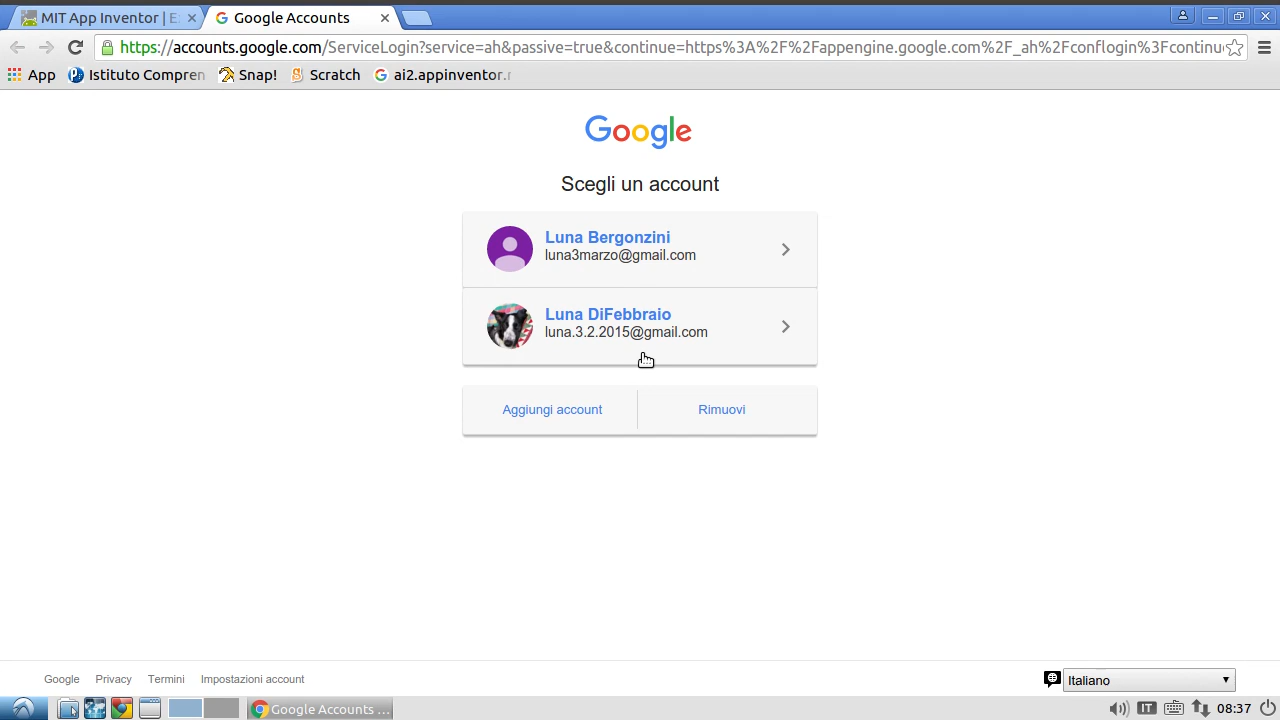 MIT App Inventor | E
Google Accounts
https://accounts.google.com/ServiceLogin?service=ah&passive=true&continue=https%3A%2F%2Fappengine.google.com%2F_ah%2Fconflogin%3Fcontinu
App
Istituto Compren
Snap!
Scratch
ai2.appinventor.
Google
Scegli un account
Luna Bergonzini
luna3marzo@gmail.com
Luna DiFebbraio
luna.3.2.2015@gmail.com
Aggiungi account
Rimuovi
Google
Privacy
Termini
Impostazioni account
Italiano
Google Accounts ...
IT
08:37